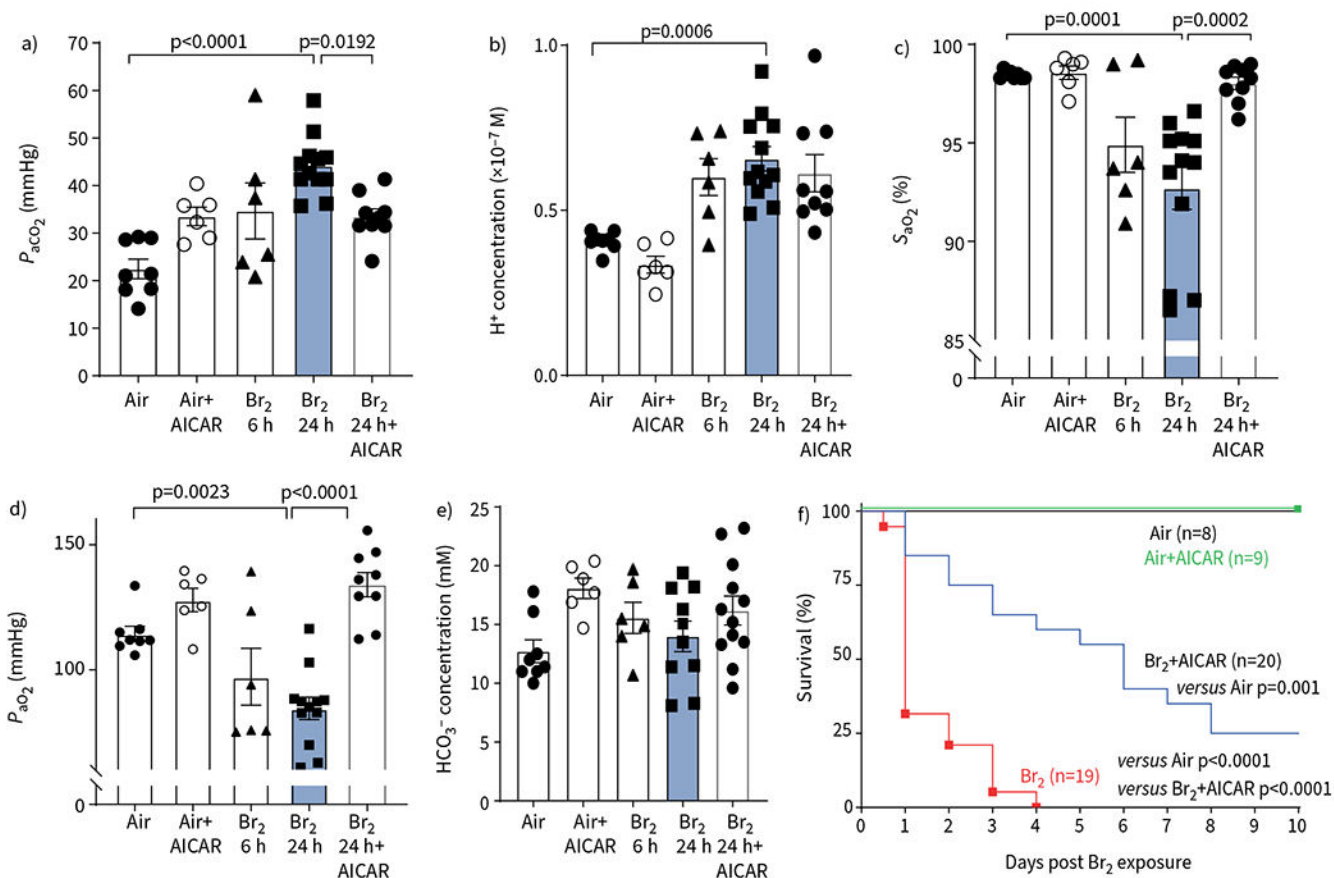 a)
p<0.0001
p=0.0192
70
60
50
40
30
20
10
0
PaCO₂ (mmHg)
Air
Air+
AICAR
Br₂
6 h
Br₂
24 h
Br₂
24 h+
AICAR
b)
p=0.0006
1.0
0.5
0.0
H⁺ concentration (×10⁻⁷ M)
Air
Air+
AICAR
Br₂
6 h
Br₂
24 h
Br₂
24 h+
AICAR
c)
p=0.0001
p=0.0002
100
95
90
85
0
SaO₂ (%)
Air
Air+
AICAR
Br₂
6 h
Br₂
24 h
Br₂
24 h+
AICAR
d)
p=0.0023
p<0.0001
150
100
0
PaO₂ (mmHg)
Air
Air+
AICAR
Br₂
6 h
Br₂
24 h
Br₂
24 h+
AICAR
e)
25
20
15
10
5
0
HCO₃⁻ concentration (mM)
Air
Air+
AICAR
Br₂
6 h
Br₂
24 h
Br₂
24 h+
AICAR
f)
100
75
50
25
0
Survival (%)
Air (n=8)
Air+AICAR (n=9)
Br₂+AICAR (n=20)
versus Air p=0.001
versus Air p<0.0001
Br₂ (n=19)
versus Br₂+AICAR p<0.0001
0 1 2 3 4 5 6 7 8 9 10
Days post Br₂ exposure